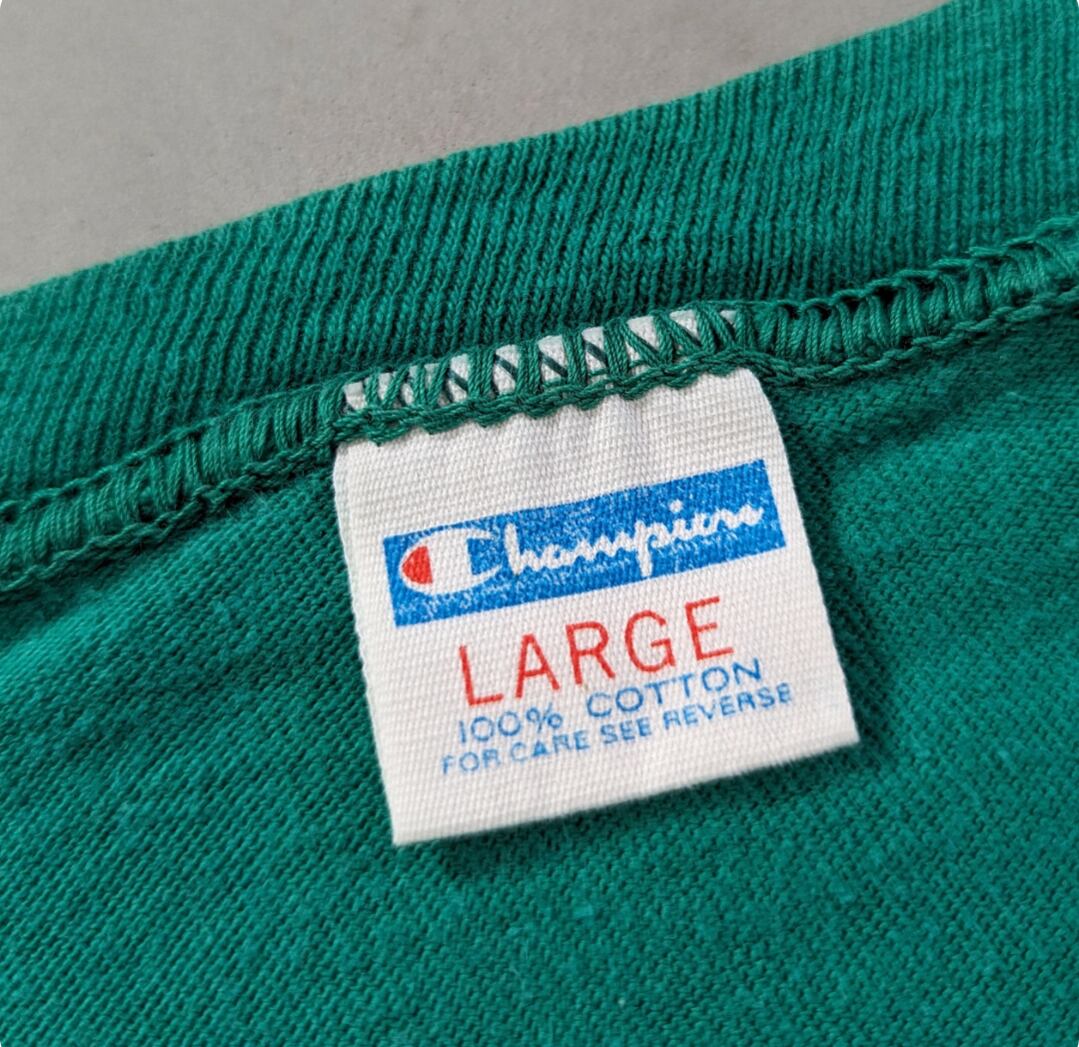 Champion
LARGE
100% COTTON
FOR CARE SEE REVERSE